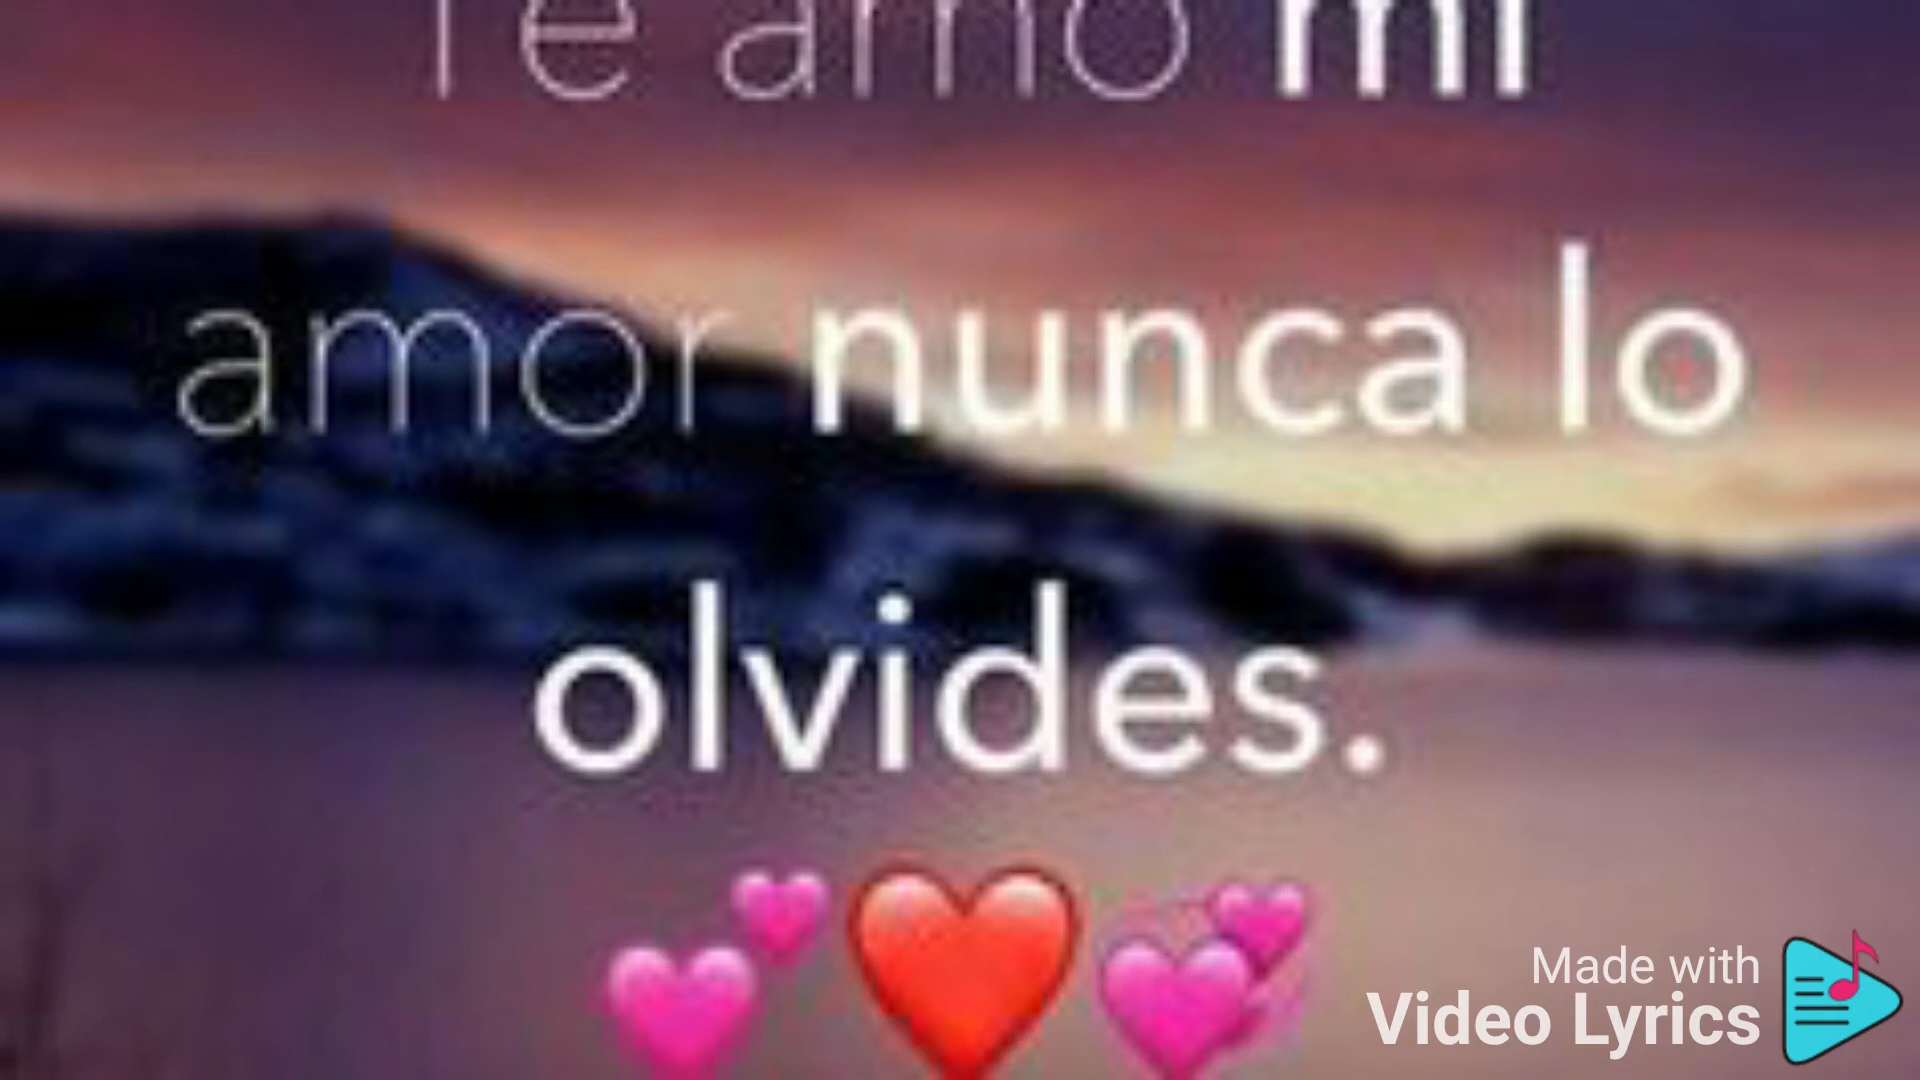 Te amo mi
amor nunca lo
olvides.
💕❤️💞
Made with
Video Lyrics